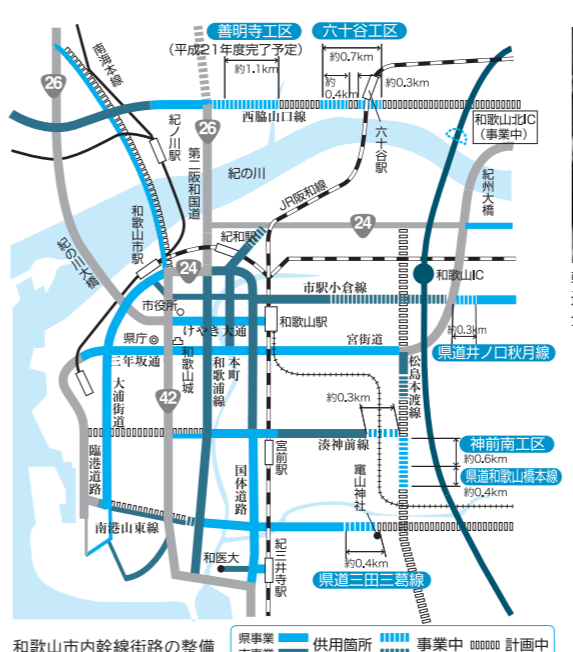 善明寺工区
(平成21年度完了予定)
約1.1km
六十谷工区
約0.7km
約0.4km
約0.3km
26
南海本線
紀ノ川駅
第二阪和国道
26
西脇山口線
六十谷駅
和歌山北IC
(事業中)
紀の川
JR阪和線
紀州大橋
紀の川大橋
和歌山市駅
紀和駅
24
24
和歌山IC
市駅小倉線
市役所
けやき大通
和歌山駅
県庁
三年坂通
和歌山城
本町和歌浦線
宮街道
松島本渡線
約0.3km
県道井ノ口秋月線
大浦街道
42
約0.3km
臨港道路
国体道路
宮前駅
湊神前線
竈山神社
神前南工区
約0.6km
県道和歌山橋本線
約0.4km
南港山東線
和医大
紀三井寺駅
約0.4km
県道三田三葛線
和歌山市内幹線街路の整備
県事業
供用箇所
事業中
計画中